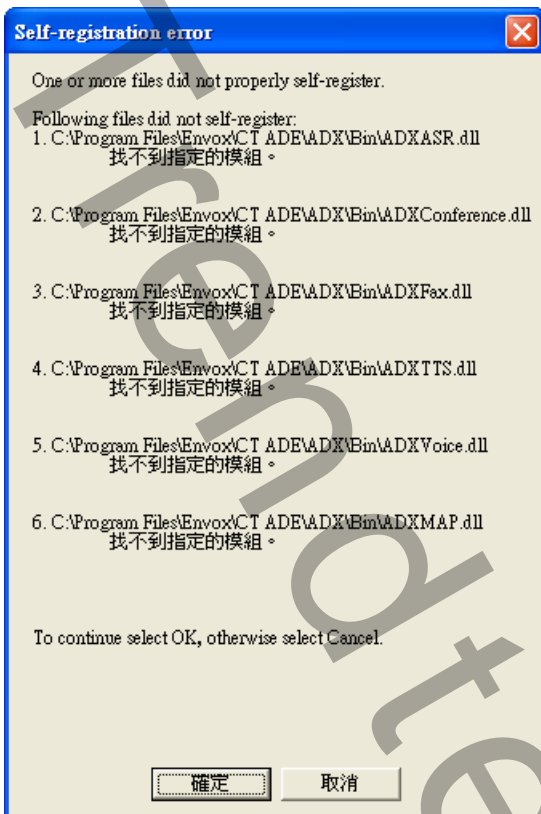 Self-registration error
One or more files did not properly self-register.
Following files did not self-register:
1. C:\Program Files\Envox\CT ADE\ADX\Bin\ADXASR.dll
找不到指定的模組。
2. C:\Program Files\Envox\CT ADE\ADX\Bin\ADXConference.dll
找不到指定的模組。
3. C:\Program Files\Envox\CT ADE\ADX\Bin\ADXFax.dll
找不到指定的模組。
4. C:\Program Files\Envox\CT ADE\ADX\Bin\ADXTTS.dll
找不到指定的模組。
5. C:\Program Files\Envox\CT ADE\ADX\Bin\ADXVoice.dll
找不到指定的模組。
6. C:\Program Files\Envox\CT ADE\ADX\Bin\ADXMAP.dll
找不到指定的模組。
To continue select OK, otherwise select Cancel.
確定 取消
Trendte